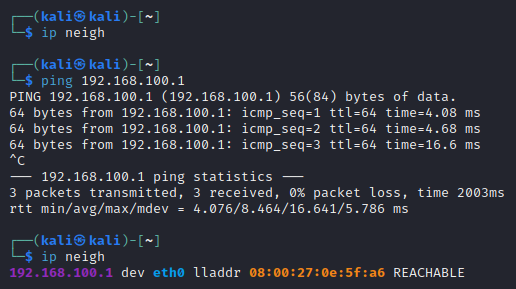 ┌──(kali㉿kali)-[~]
└─$ ip neigh
┌──(kali㉿kali)-[~]
└─$ ping 192.168.100.1
PING 192.168.100.1 (192.168.100.1) 56(84) bytes of data.
64 bytes from 192.168.100.1: icmp_seq=1 ttl=64 time=4.08 ms
64 bytes from 192.168.100.1: icmp_seq=2 ttl=64 time=4.68 ms
64 bytes from 192.168.100.1: icmp_seq=3 ttl=64 time=16.6 ms
^C
--- 192.168.100.1 ping statistics ---
3 packets transmitted, 3 received, 0% packet loss, time 2003ms
rtt min/avg/max/mdev = 4.076/8.464/16.641/5.786 ms
┌──(kali㉿kali)-[~]
└─$ ip neigh
192.168.100.1 dev eth0 lladdr 08:00:27:0e:5f:a6 REACHABLE